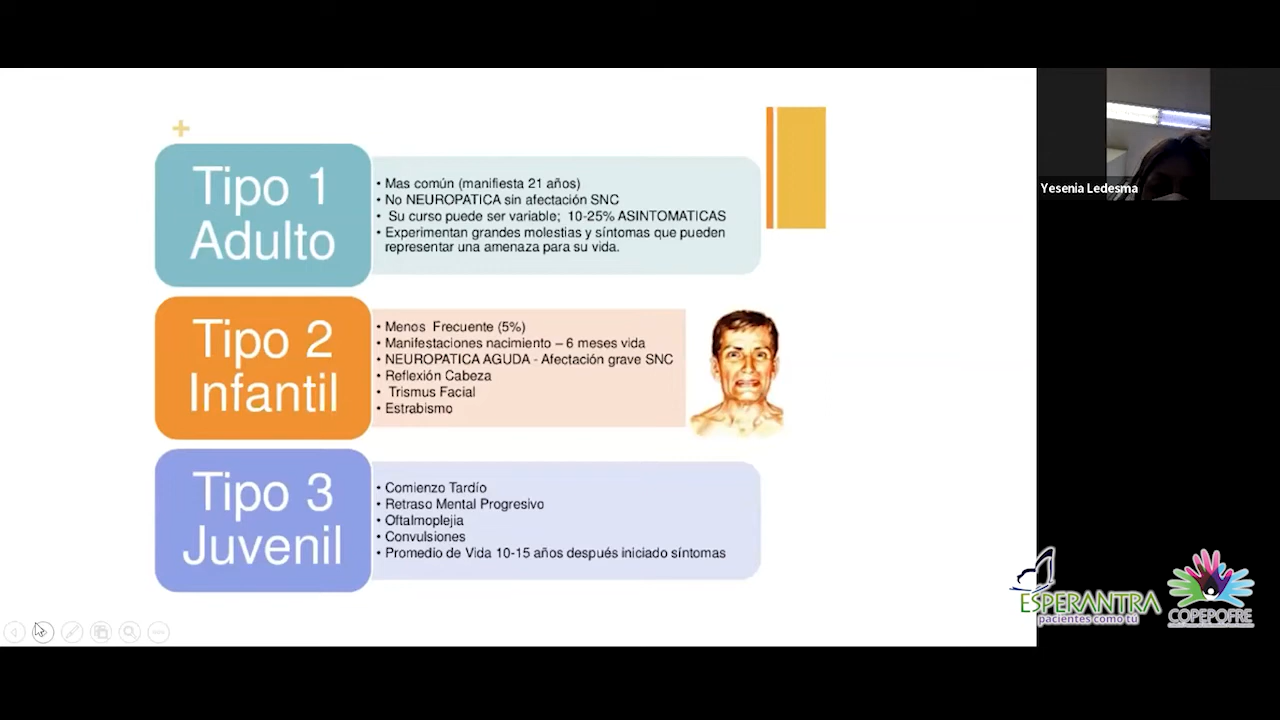 Tipo 1
Adulto
• Mas común (manifiesta 21 años)
• No NEUROPATICA sin afectación SNC
• Su curso puede ser variable; 10-25% ASINTOMATICAS
• Experimentan grandes molestias y síntomas que pueden
representar una amenaza para su vida.
Tipo 2
Infantil
• Menos Frecuente (5%)
• Manifestaciones nacimiento – 6 meses vida
• NEUROPATICA AGUDA - Afectación grave SNC
• Reflexión Cabeza
• Trismus Facial
• Estrabismo
Tipo 3
Juvenil
• Comienzo Tardío
• Retraso Mental Progresivo
• Oftalmoplejia
• Convulsiones
• Promedio de Vida 10-15 años después iniciado síntomas
Yesenia Ledesma
ESPERANTRA
pacientes como tú
COPEPOFRE